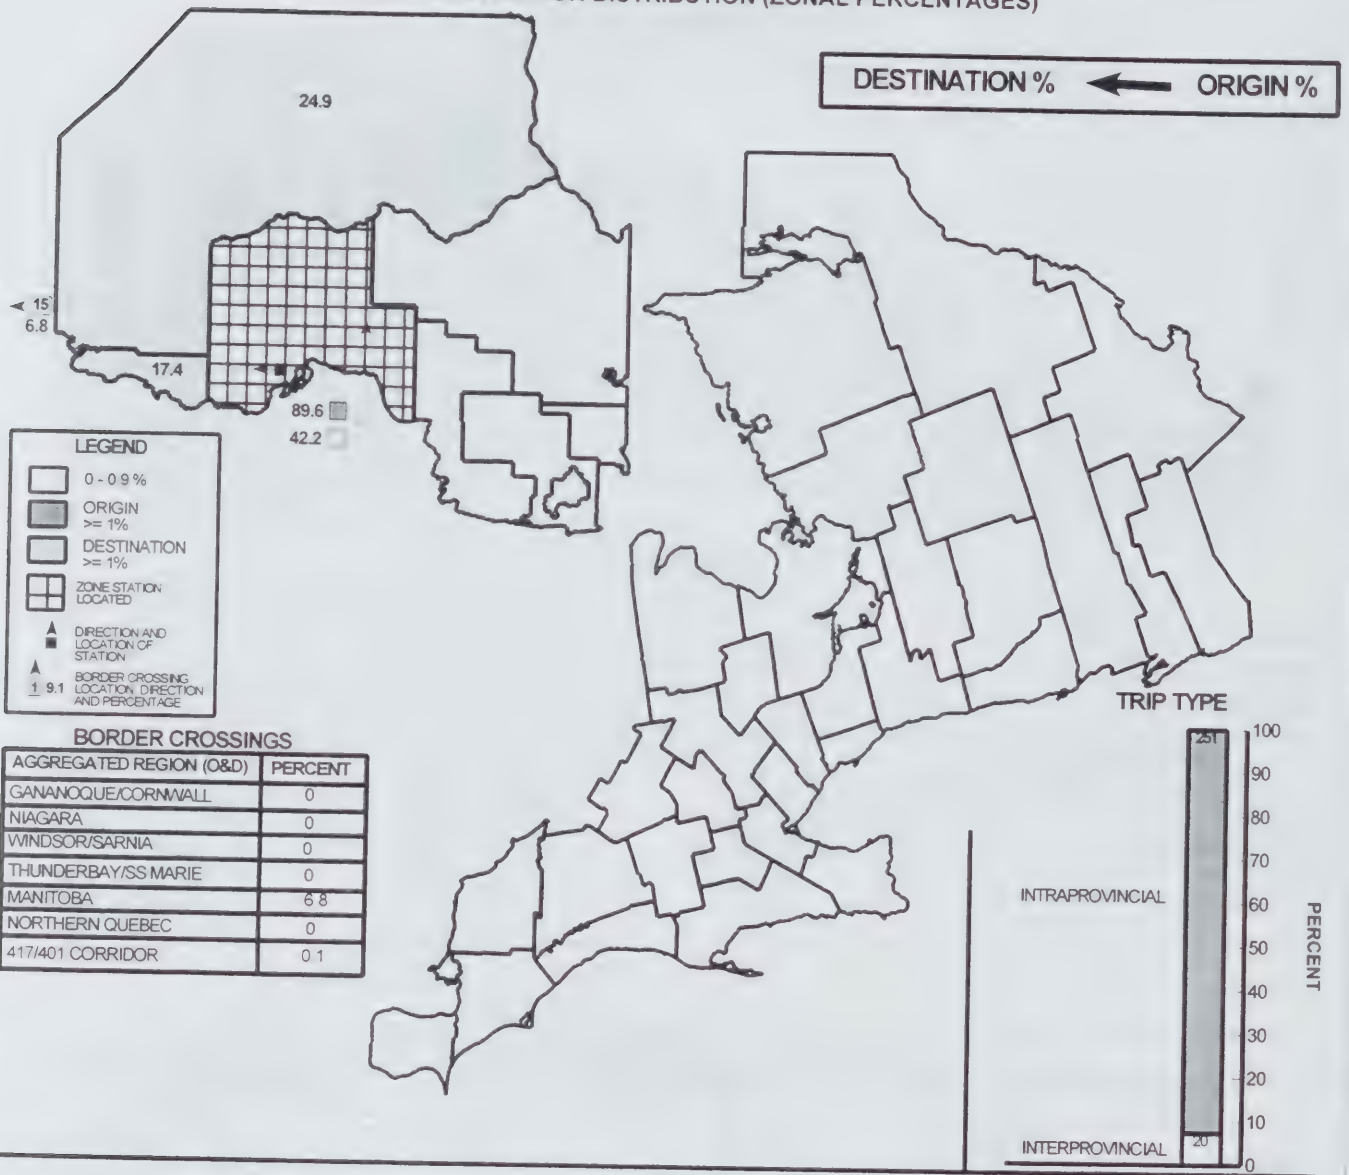 DISTRIBUTION (ZONAL PERCENTAGES)
DESTINATION % ORIGIN %
24.9
15
6.8
17.4
89.6
42.2
LEGEND
0 - 0 9 %
ORIGIN
>= 1%
DESTINATION
>= 1%
ZONE STATION
LOCATED
DIRECTION AND
LOCATION OF
STATION
1 9.1 BORDER CROSSING
LOCATION DIRECTION
AND PERCENTAGE
BORDER CROSSINGS
AGGREGATED REGION (O&D) PERCENT
GANANOQUE/CORNWALL 0
NIAGARA 0
WINDSOR/SARNIA 0
THUNDERBAY/SS MARIE 0
MANITOBA 6 8
NORTHERN QUEBEC 0
417/401 CORRIDOR 0 1
TRIP TYPE
251
100
90
80
70
60
50
40
30
20
10
0
INTRAPROVINCIAL
PERCENT
INTERPROVINCIAL 20